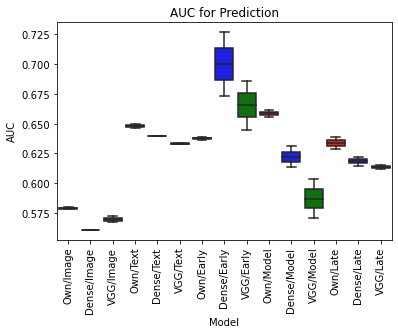 AUC for Prediction
AUC
0.725
0.700
0.675
0.650
0.625
0.600
0.575
Own/Image
Dense/Image
VGG/Image
Own/Text
Dense/Text
VGG/Text
Own/Early
Dense/Early
VGG/Early
Own/Model
Dense/Model
VGG/Model
Own/Late
Dense/Late
VGG/Late
Model